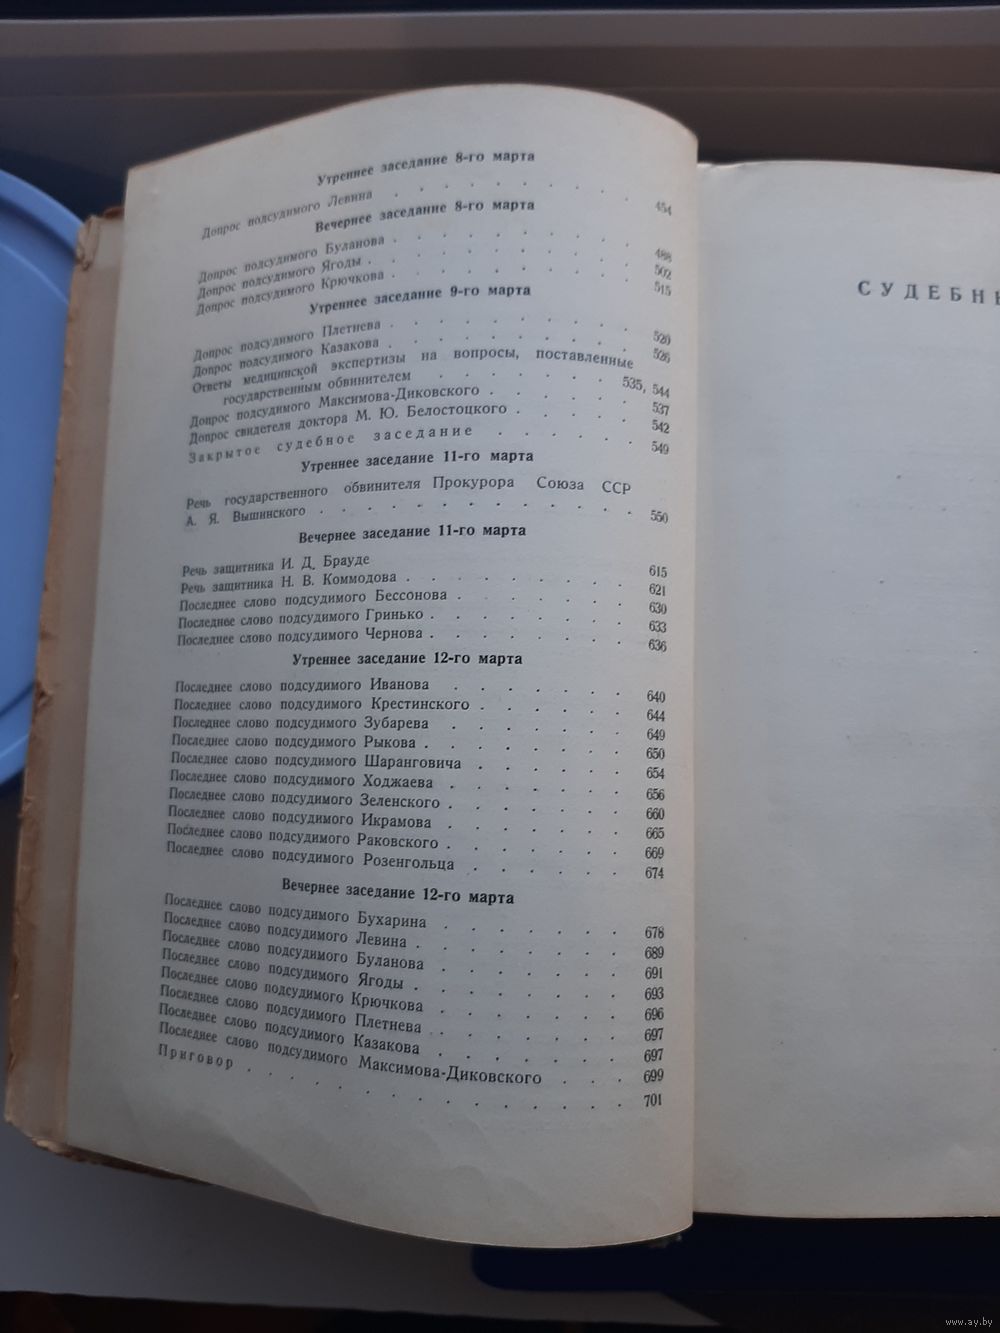 Утреннее заседание 8-го марта
Допрос подсудимого Левина . . . . . . . . 454
Вечернее заседание 8-го марта
Допрос подсудимого Буланова . . . . . . . . 488
Допрос подсудимого Ягоды . . . . . . . . 502
Допрос подсудимого Крючкова . . . . . . . . 515
Утреннее заседание 9-го марта
Допрос подсудимого Плетнева . . . . . . . . 520
Допрос подсудимого Казакова . . . . . . . . 526
Ответы медицинской экспертизы на вопросы, поставленные
государственным обвинителем . . . . . . 535, 544
Допрос подсудимого Максимова-Диковского . . . . . . 537
Допрос свидетеля доктора М. Ю. Белостоцкого . . . . . 542
Закрытое судебное заседание . . . . . 549
Утреннее заседание 11-го марта
Речь государственного обвинителя Прокурора Союза ССР
А. Я. Вышинского . . . . . . . . . . . 550
Вечернее заседание 11-го марта
Речь защитника И. Д. Брауде 615
Речь защитника Н. В. Коммодова . . . . . . . 621
Последнее слово подсудимого Бессонова . . . . . . 630
Последнее слово подсудимого Гринько . . . . . . . 633
Последнее слово подсудимого Чернова . . . . . . . 636
Утреннее заседание 12-го марта
Последнее слово подсудимого Иванова . . . . . . 640
Последнее слово подсудимого Крестинского . . . . . . 644
Последнее слово подсудимого Зубарева . . . . . . 649
Последнее слово подсудимого Рыкова . . . . . . . 650
Последнее слово подсудимого Шаранговича . . . . . . 654
Последнее слово подсудимого Ходжаева . . . . . . 656
Последнее слово подсудимого Зеленского . . . . . . 660
Последнее слово подсудимого Икрамова . . . . . . 665
Последнее слово подсудимого Раковского . . . . . . 669
Последнее слово подсудимого Розенгольца . . . . . . 674
Вечернее заседание 12-го марта
Последнее слово подсудимого Бухарина . . . . . . 678
Последнее слово подсудимого Левина . . . . . . . 689
Последнее слово подсудимого Буланова . . . . . . 691
Последнее слово подсудимого Ягоды . . . . . . . 693
Последнее слово подсудимого Крючкова . . . . . . 696
Последнее слово подсудимого Плетнева . . . . . . . 697
Последнее слово подсудимого Казакова . . . . . . 697
Последнее слово подсудимого Максимова-Диковского . . . 699
Приговор . . . . . . . . . . . . . 701
www.ay.by